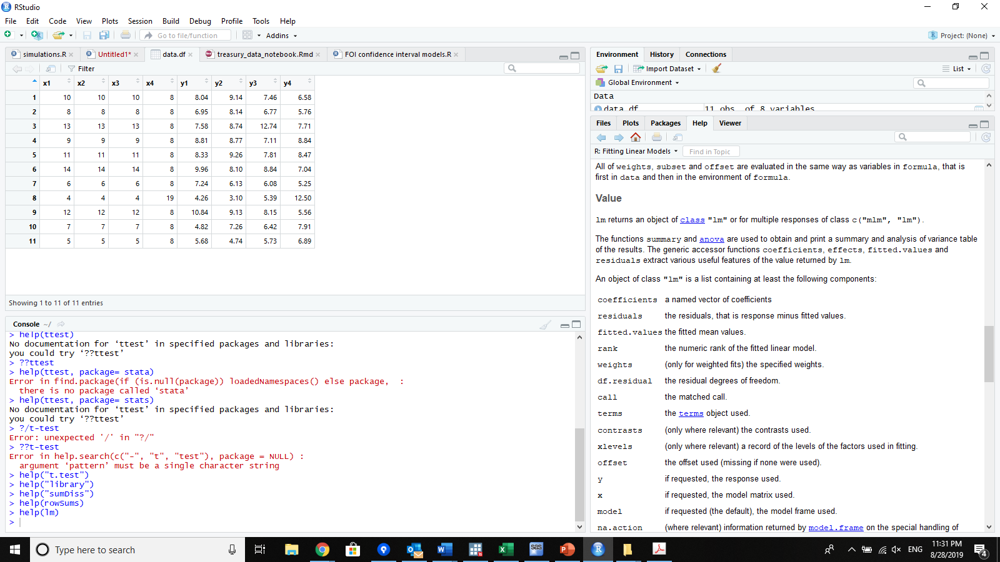 RStudio
File Edit Code View Plots Session Build Debug Profile Tools Help
Go to file/function Addins Project: (None)
simulations.R Untitled1* data.df treasury_data_notebook.Rmd FOI confidence interval models.R
Filter
x1 x2 x3 x4 y1 y2 y3 y4
1 10 10 10 8 8.04 9.14 7.46 6.58
2 8 8 8 8 6.95 8.14 6.77 5.76
3 13 13 13 8 7.58 8.74 12.74 7.71
4 9 9 9 8 8.81 8.77 7.11 8.84
5 11 11 11 8 8.33 9.26 7.81 8.47
6 14 14 14 8 9.96 8.10 8.84 7.04
7 6 6 6 8 7.24 6.13 6.08 5.25
8 4 4 4 19 4.26 3.10 5.39 12.50
9 12 12 12 8 10.84 9.13 8.15 5.56
10 7 7 7 8 4.82 7.26 6.42 7.91
11 5 5 5 8 5.68 4.74 5.73 6.89
Showing 1 to 11 of 11 entries
Console ~/
> help(ttest)
No documentation for ‘ttest’ in specified packages and libraries:
you could try ‘??ttest’
> ??ttest
> help(ttest, package= stata)
Error in find.package(if (is.null(package)) loadedNamespaces() else package, :
there is no package called ‘stata’
> help(ttest, package= stats)
No documentation for ‘ttest’ in specified packages and libraries:
you could try ‘??ttest’
> ?/t-test
Error: unexpected '/' in "?/"
> ??t-test
Error in help.search(c("-", "t", "test"), package = NULL) :
argument ‘pattern’ must be a single character string
> help("t.test")
> help("library")
> help("sumDiss")
> help(rowSums)
> help(lm)
>
Environment History Connections
Import Dataset List
Global Environment
Data
data.df 11 obs. of 8 variables
Files Plots Packages Help Viewer
R: Fitting Linear Models Find in Topic
All of weights, subset and offset are evaluated in the same way as variables in formula, that is
first in data and then in the environment of formula.
Value
lm returns an object of class "lm" or for multiple responses of class c("mlm", "lm").
The functions summary and anova are used to obtain and print a summary and analysis of variance table
of the results. The generic accessor functions coefficients, effects, fitted.values and
residuals extract various useful features of the value returned by lm.
An object of class "lm" is a list containing at least the following components:
coefficients a named vector of coefficients
residuals the residuals, that is response minus fitted values.
fitted.values the fitted mean values.
rank the numeric rank of the fitted linear model.
weights (only for weighted fits) the specified weights.
df.residual the residual degrees of freedom.
call the matched call.
terms the terms object used.
contrasts (only where relevant) the contrasts used.
xlevels (only where relevant) a record of the levels of the factors used in fitting.
offset the offset used (missing if none were used).
y if requested, the response used.
x if requested, the model matrix used.
model if requested (the default), the model frame used.
na.action (where relevant) information returned by model.frame on the special handling of
Type here to search
ENG
11:31 PM
8/28/2019
4